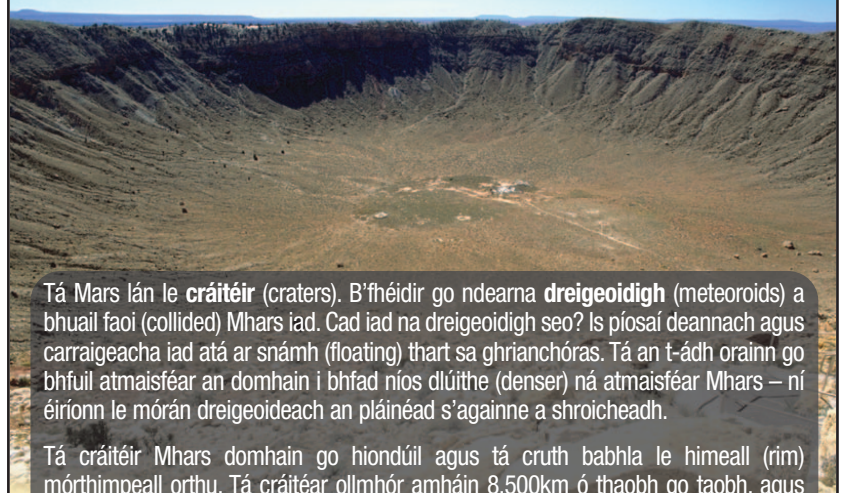 Tá Mars lán le cráitéir (craters). B'fhéidir go ndearna dreigeoidigh (meteoroids) a
bhuail faoi (collided) Mhars iad. Cad iad na dreigeoidigh seo? Is píosaí deannach agus
carraigeacha iad atá ar snámh (floating) thart sa ghrianchóras. Tá an t-ádh orainn go
bhfuil atmaisféar an domhain i bhfad níos dlúithe (denser) ná atmaisféar Mhars – ní
éiríonn le mórán dreigeoideach an pláinéad s'againne a shroicheadh.
Tá cráitéir Mhars domhain go hiondúil agus tá cruth babhla le himeall (rim)
mórthimpeall orthu. Tá cráitéar ollmhór amháin 8,500km ó thaobh go taobh, agus